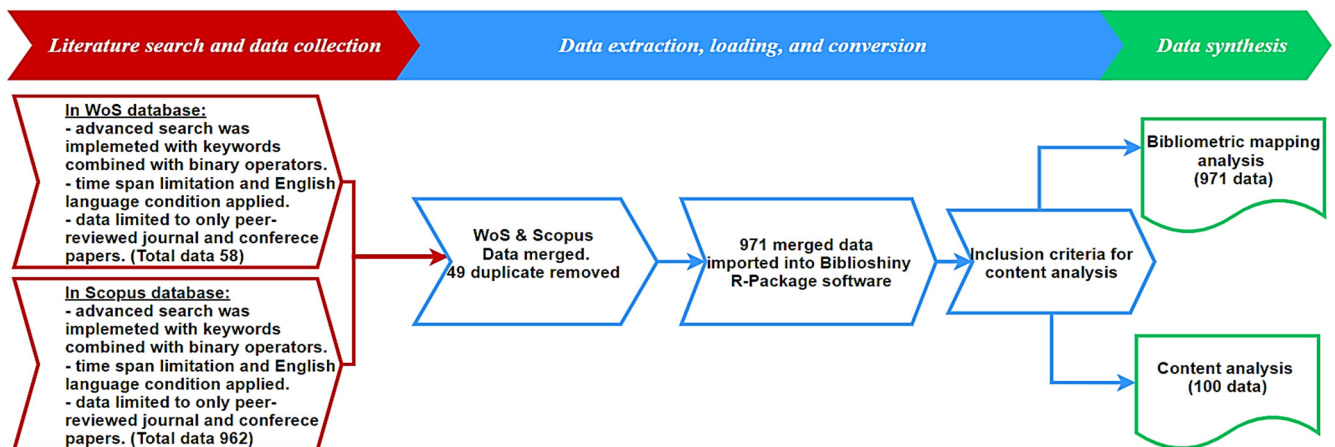 Literature search and data collection
Data extraction, loading, and conversion
Data synthesis
In WoS database:
- advanced search was
implemeted with keywords
combined with binary operators.
- time span limitation and English
language condition applied.
- data limited to only peer-
reviewed journal and conferece
papers. (Total data 58)
In Scopus database:
- advanced search was
implemeted with keywords
combined with binary operators.
- time span limitation and English
language condition applied.
- data limited to only peer-
reviewed journal and conferece
papers. (Total data 962)
WoS & Scopus
Data merged.
49 duplicate removed
971 merged data
imported into Biblioshiny
R-Package software
Inclusion criteria for
content analysis
Bibliometric mapping
analysis
(971 data)
Content analysis
(100 data)